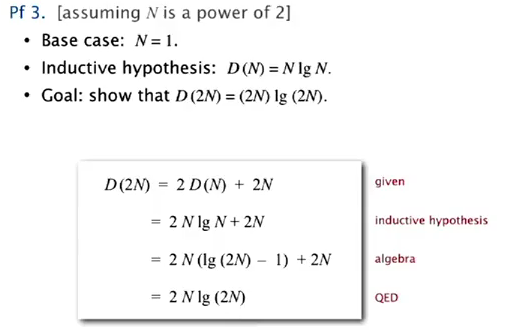 Pf 3. [assuming N is a power of 2]
• Base case: N = 1.
• Inductive hypothesis: D (N) = N lg N.
• Goal: show that D (2N) = (2N) lg (2N).
D (2N) = 2 D (N) + 2N given
= 2 N lg N + 2N inductive hypothesis
= 2 N (lg (2N) − 1) + 2N algebra
= 2 N lg (2N) QED